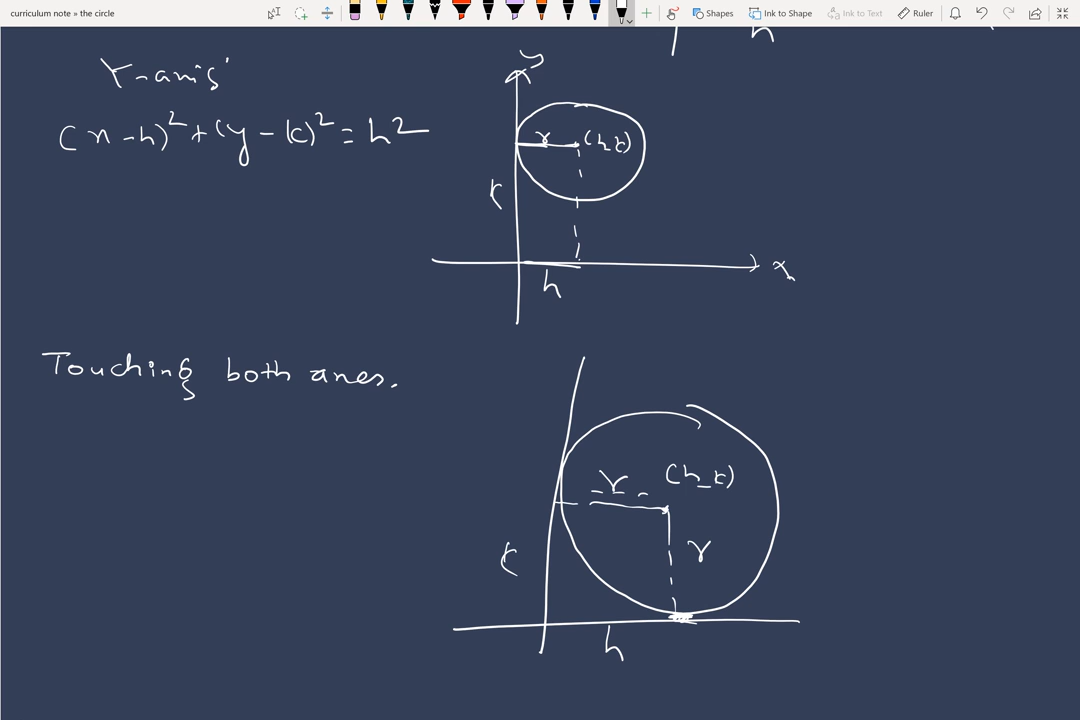 curriculum note » the circle
Shapes
Ink to Shape
Ink to Text
Ruler
h
Y-axis
(x-h)²+(y-k)²=h²
y
r
(h,k)
k
x
h
Touching both axes.
r
(h,k)
k
r
h